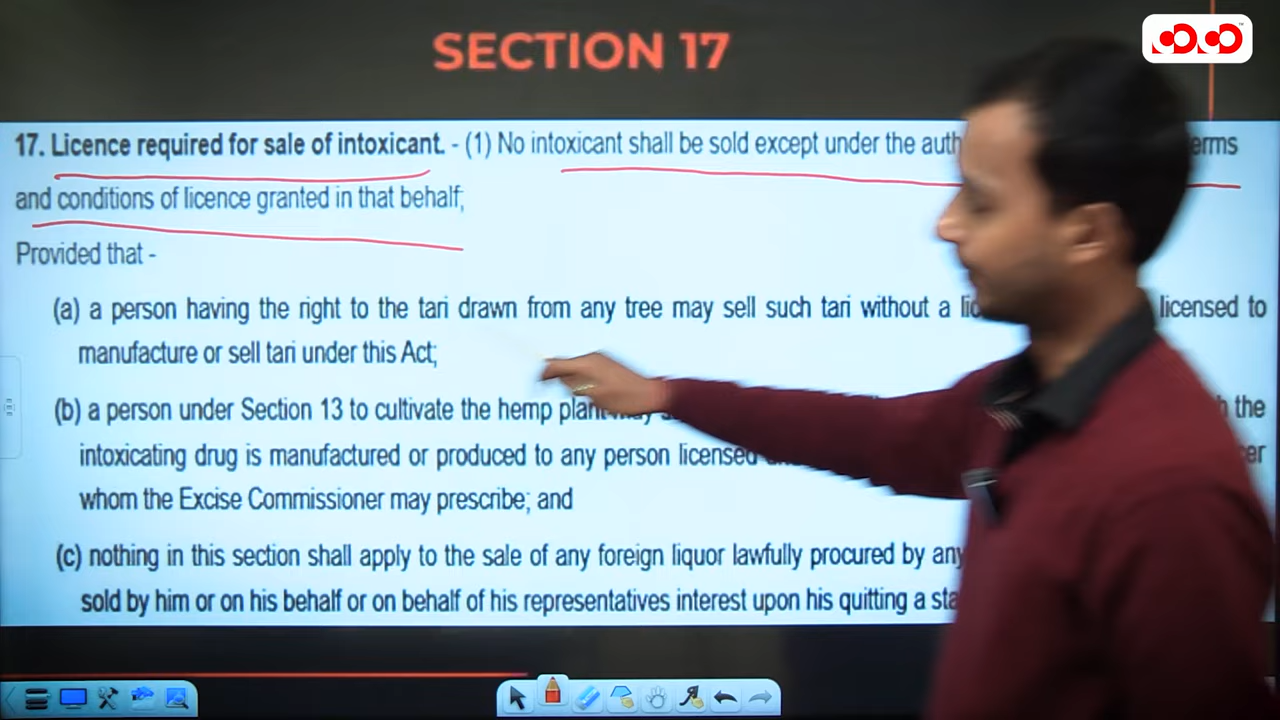 SECTION 17
17. Licence required for sale of intoxicant. - (1) No intoxicant shall be sold except under the
and conditions of licence granted in that behalf;
Provided that -
(a) a person having the right to the tari drawn from any tree may sell such tari without a licensed to
manufacture or sell tari under this Act;
(b) a person under Section 13 to cultivate the hemp plant may the
intoxicating drug is manufactured or produced to any person licensed
whom the Excise Commissioner may prescribe; and
(c) nothing in this section shall apply to the sale of any foreign liquor lawfully procured by any
sold by him or on his behalf or on behalf of his representatives interest upon his quitting a